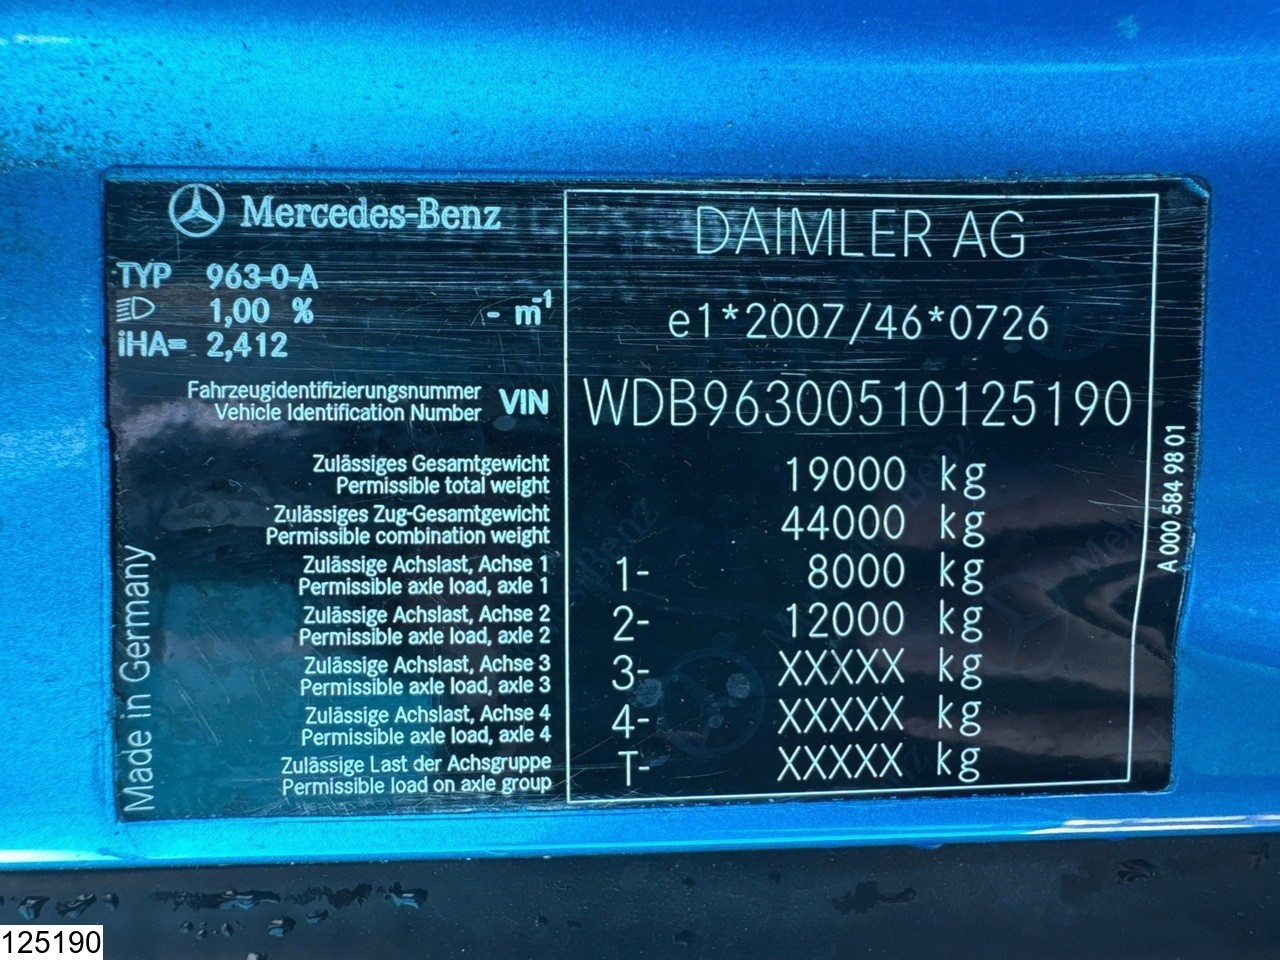 Mercedes-Benz
TYP 963-0-A
1,00 % - m⁻¹
iHA= 2,412
DAIMLER AG
e1*2007/46*0726
Fahrzeugidentifizierungsnummer
Vehicle Identification Number
VIN WDB96300510125190
Zulässiges Gesamtgewicht
Permissible total weight
19000 kg
Zulässiges Zug-Gesamtgewicht
Permissible combination weight
44000 kg
Zulässige Achslast, Achse 1
Permissible axle load, axle 1
1- 8000 kg
Zulässige Achslast, Achse 2
Permissible axle load, axle 2
2- 12000 kg
Zulässige Achslast, Achse 3
Permissible axle load, axle 3
3- XXXXX kg
Zulässige Achslast, Achse 4
Permissible axle load, axle 4
4- XXXXX kg
Zulässige Last der Achsgruppe
Permissible load on axle group
T- XXXXX kg
Made in Germany
A 000 584 98 01
125190